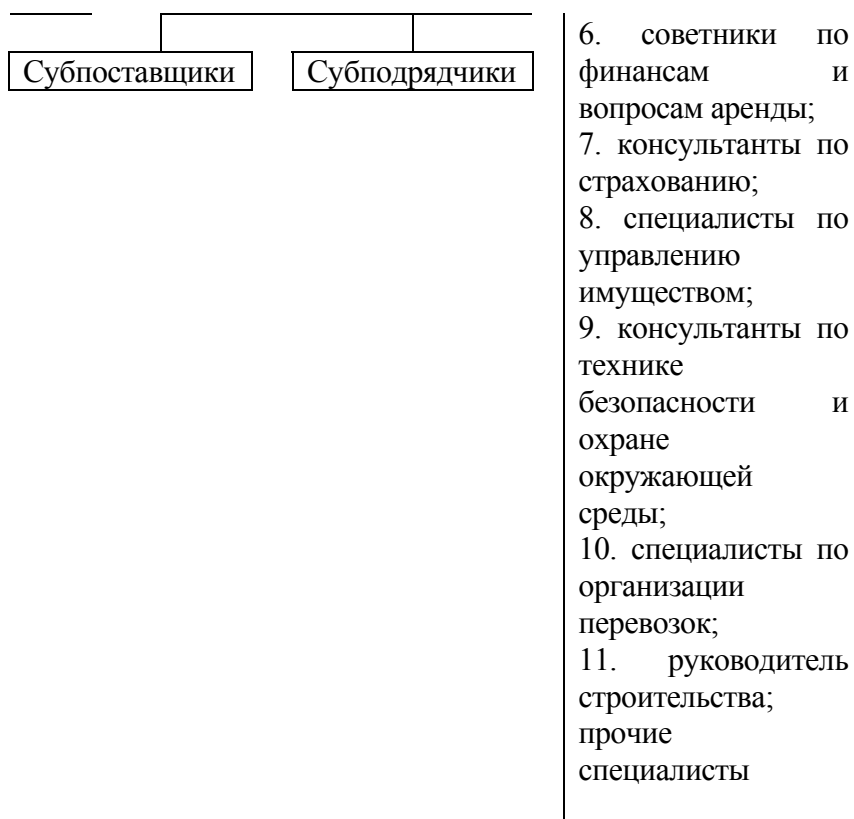 Субпоставщики
Субподрядчики
6. советники по
финансам и
вопросам аренды;
7. консультанты по
страхованию;
8. специалисты по
управлению
имуществом;
9. консультанты по
технике
безопасности и
охране
окружающей
среды;
10. специалисты по
организации
перевозок;
11. руководитель
строительства;
прочие
специалисты